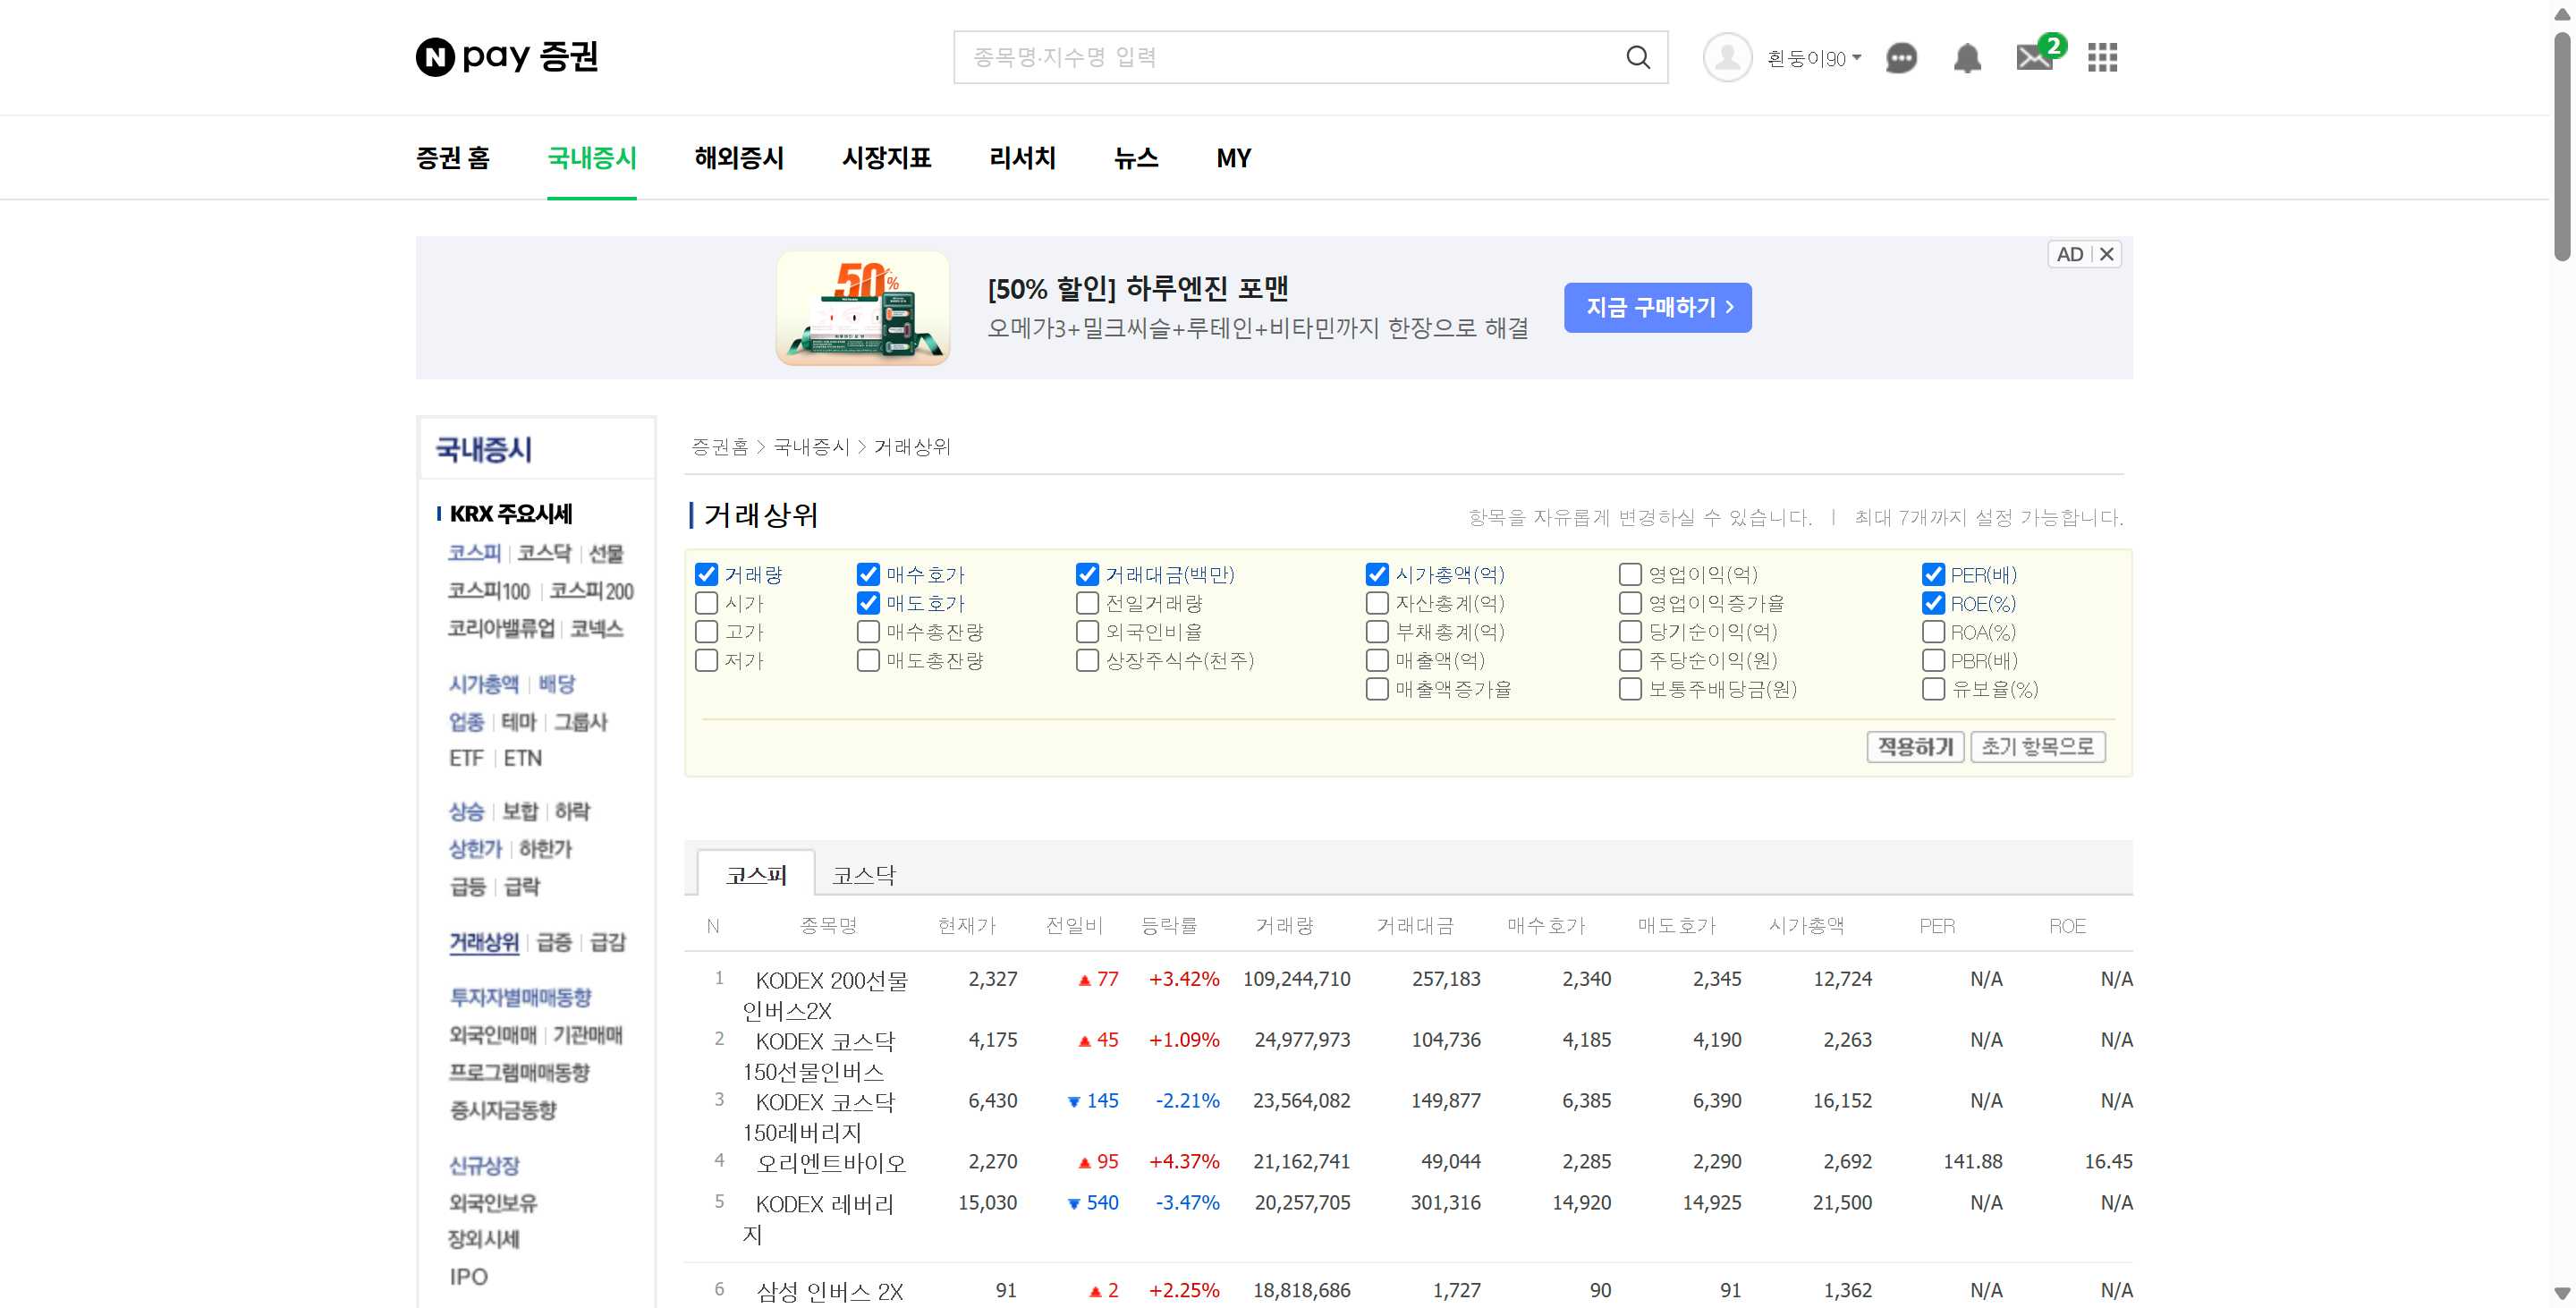 N pay 증권
종목명·지수명 입력
흰둥이90
2
증권 홈 국내증시 해외증시 시장지표 리서치 뉴스 MY
AD
50%
[50% 할인] 하루엔진 포맨
오메가3+밀크씨슬+루테인+비타민까지 한장으로 해결
지금 구매하기
국내증시
KRX 주요시세
코스피 | 코스닥 | 선물
코스피100 | 코스피200
코리아밸류업 | 코넥스
시가총액 | 배당
업종 | 테마 | 그룹사
ETF | ETN
상승 | 보합 | 하락
상한가 | 하한가
급등 | 급락
거래상위 | 급증 | 급감
투자자별매매동향
외국인매매 | 기관매매
프로그램매매동향
증시자금동향
신규상장
외국인보유
장외시세
IPO
증권홈 > 국내증시 > 거래상위
거래상위
항목을 자유롭게 변경하실 수 있습니다. | 최대 7개까지 설정 가능합니다.
거래량 매수호가 거래대금(백만) 시가총액(억) 영업이익(억) PER(배)
시가 매도호가 전일거래량 자산총계(억) 영업이익증가율 ROE(%)
고가 매수총잔량 외국인비율 부채총계(억) 당기순이익(억) ROA(%)
저가 매도총잔량 상장주식수(천주) 매출액(억) 주당순이익(원) PBR(배)
매출액증가율 보통주배당금(원) 유보율(%)
적용하기 초기 항목으로
코스피 코스닥
N 종목명 현재가 전일비 등락률 거래량 거래대금 매수호가 매도호가 시가총액 PER ROE
1 KODEX 200선물 2,327 ▲ 77 +3.42% 109,244,710 257,183 2,340 2,345 12,724 N/A N/A
인버스2X
2 KODEX 코스닥 4,175 ▲ 45 +1.09% 24,977,973 104,736 4,185 4,190 2,263 N/A N/A
150선물인버스
3 KODEX 코스닥 6,430 ▼ 145 -2.21% 23,564,082 149,877 6,385 6,390 16,152 N/A N/A
150레버리지
4 오리엔트바이오 2,270 ▲ 95 +4.37% 21,162,741 49,044 2,285 2,290 2,692 141.88 16.45
5 KODEX 레버리 15,030 ▼ 540 -3.47% 20,257,705 301,316 14,920 14,925 21,500 N/A N/A
지
6 삼성 인버스 2X 91 ▲ 2 +2.25% 18,818,686 1,727 90 91 1,362 N/A N/A